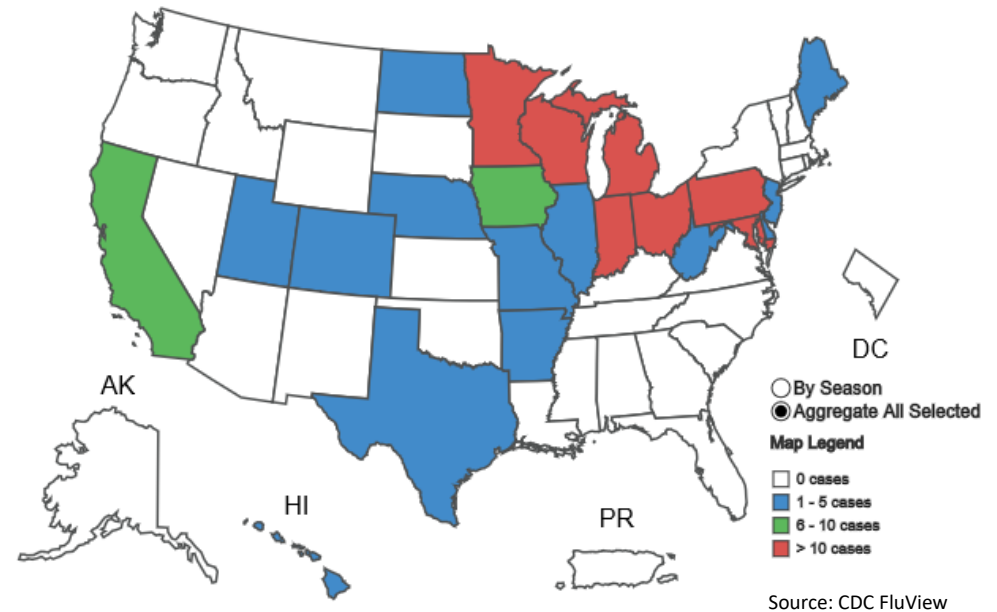 DC
AK
By Season
Aggregate All Selected
Map Legend
0 cases
1 - 5 cases
6 - 10 cases
> 10 cases
HI
PR
Source: CDC FluView